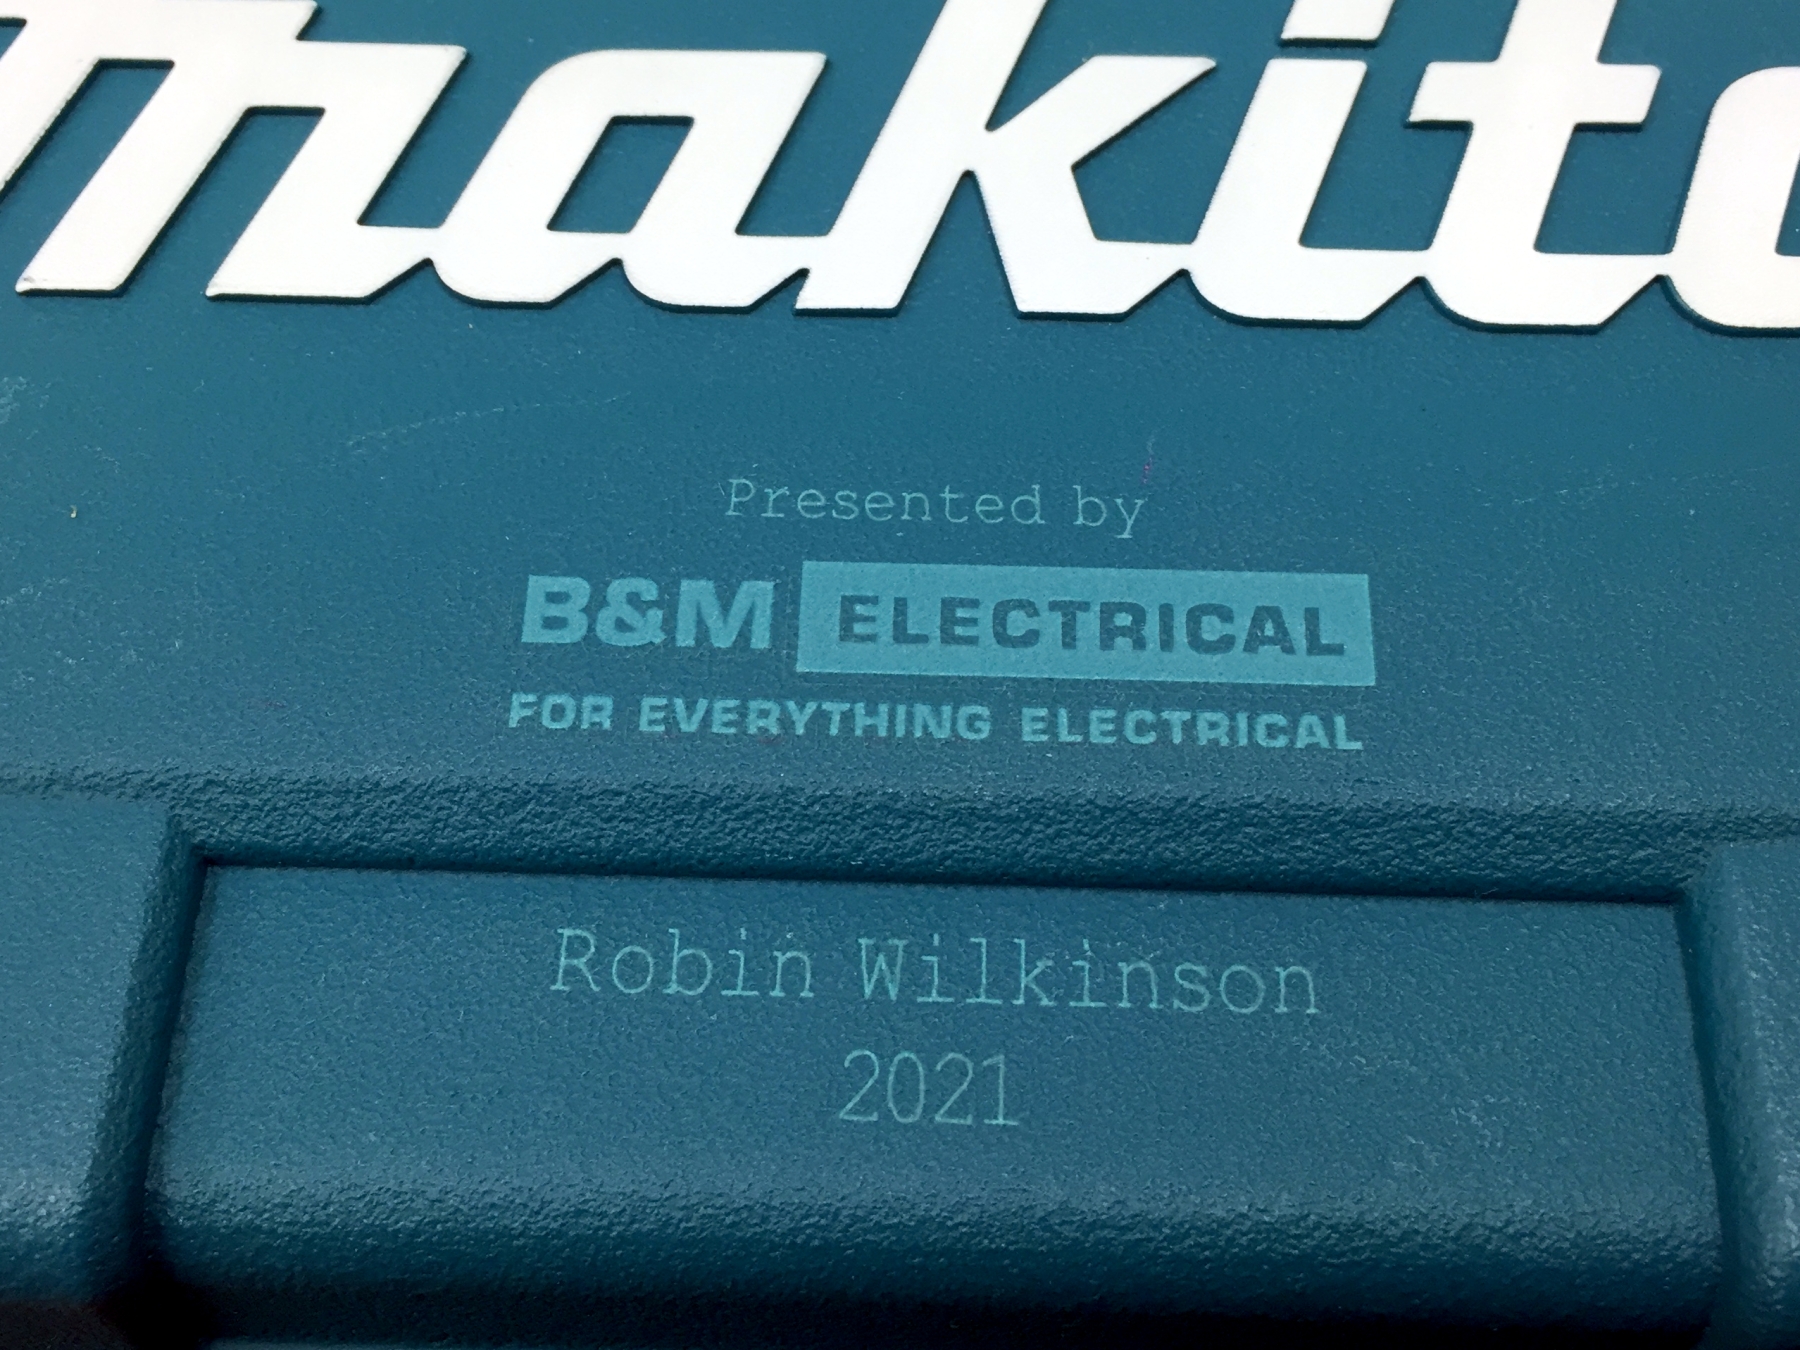 makita
Presented by
B&M ELECTRICAL
FOR EVERYTHING ELECTRICAL
Robin Wilkinson
2021